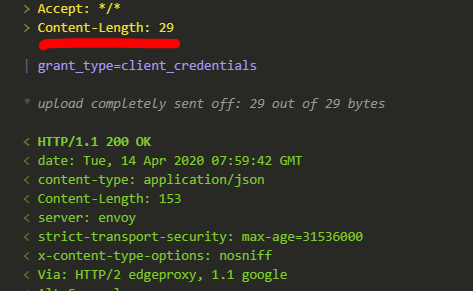 > Accept: */*
> Content-Length: 29
| grant_type=client_credentials
* upload completely sent off: 29 out of 29 bytes
< HTTP/1.1 200 OK
< date: Tue, 14 Apr 2020 07:59:42 GMT
< content-type: application/json
< Content-Length: 153
< server: envoy
< strict-transport-security: max-age=31536000
< x-content-type-options: nosniff
< Via: HTTP/2 edgeproxy, 1.1 google